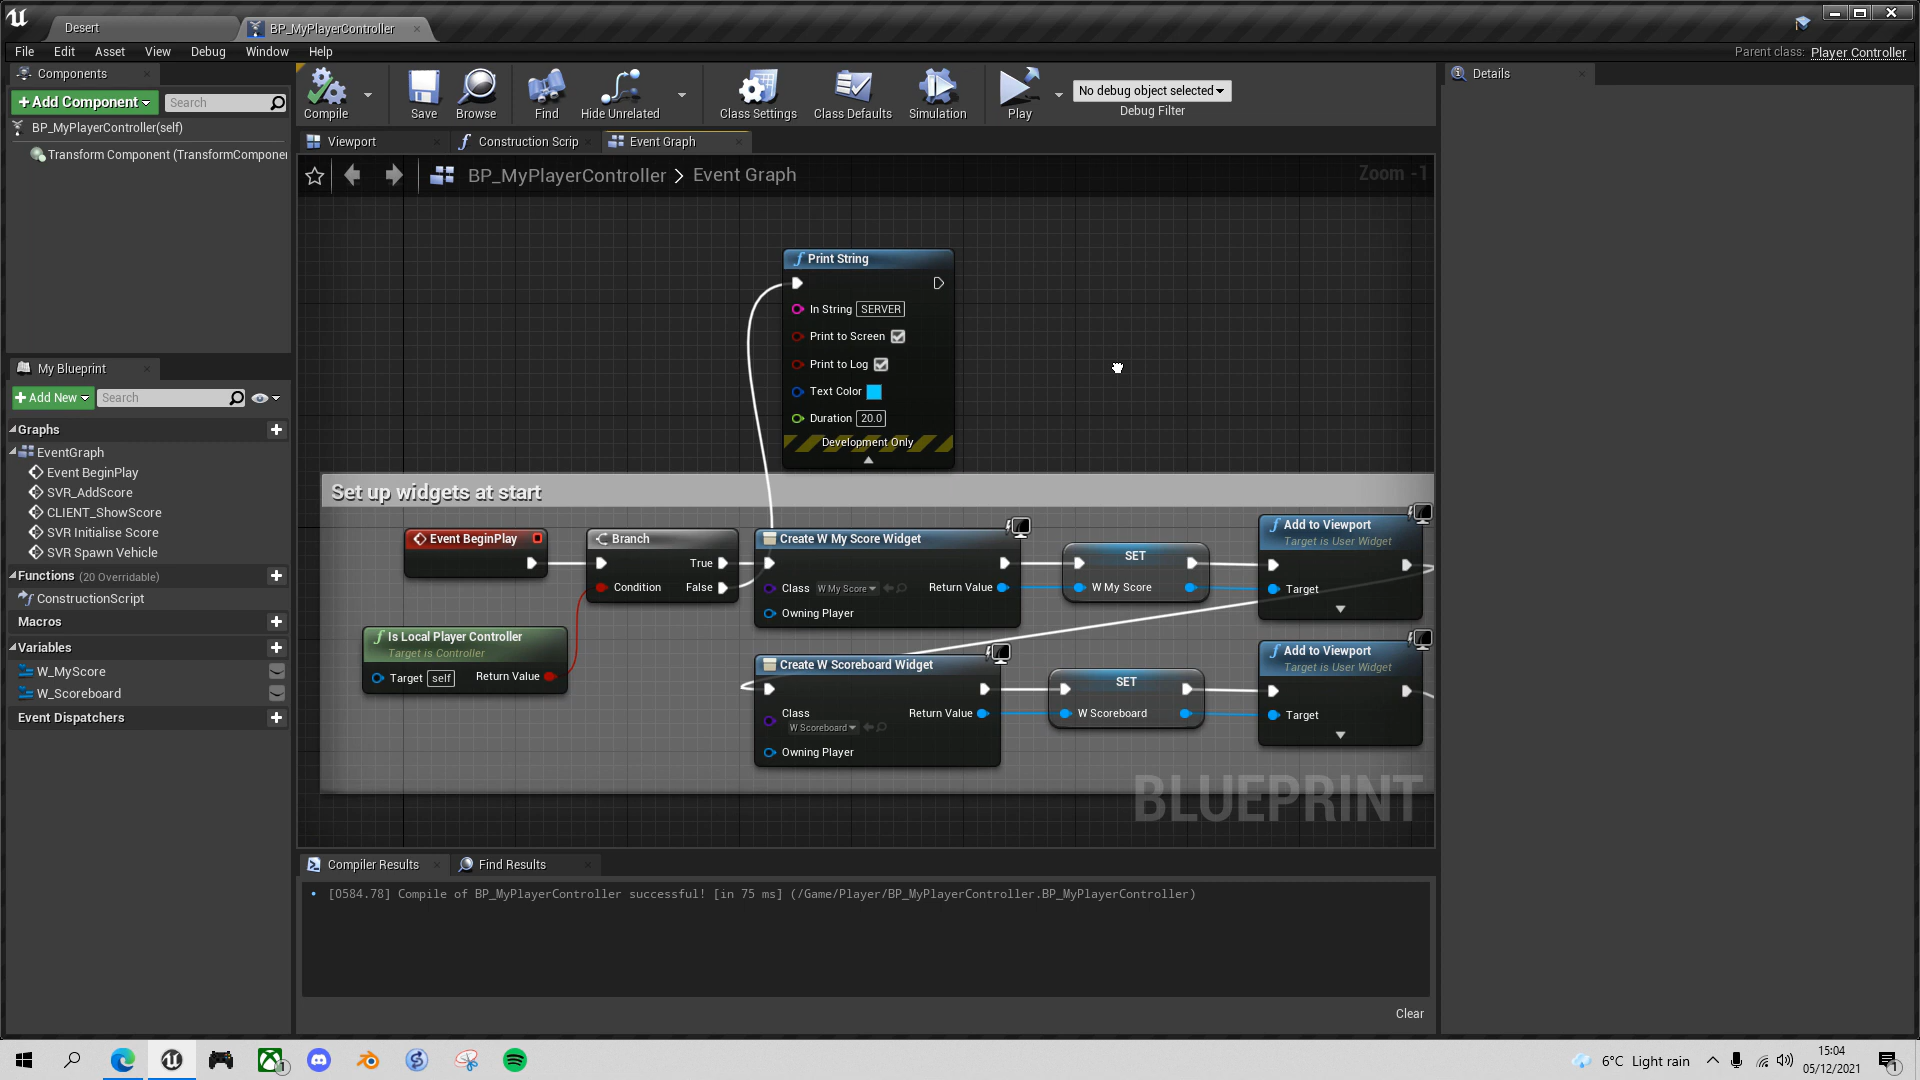 Desert
BP_MyPlayerController
File Edit Asset View Debug Window Help
Parent class: Player Controller
Components
Add Component
Search
BP_MyPlayerController(self)
Transform Component (TransformCompone
Compile
Save
Browse
Find
Hide Unrelated
Class Settings
Class Defaults
Simulation
Play
No debug object selected
Debug Filter
Details
Viewport
Construction Scrip
Event Graph
BP_MyPlayerController > Event Graph
Zoom -1
My Blueprint
Add New
Search
Graphs
EventGraph
Event BeginPlay
SVR_AddScore
CLIENT_ShowScore
SVR Initialise Score
SVR Spawn Vehicle
Functions (20 Overridable)
ConstructionScript
Macros
Variables
W_MyScore
W_Scoreboard
Event Dispatchers
Print String
In String SERVER
Print to Screen
Print to Log
Text Color
Duration 20.0
Development Only
Set up widgets at start
Event BeginPlay
Branch
True
Condition False
Is Local Player Controller
Target is Controller
Target self Return Value
Create W My Score Widget
Class W My Score Return Value
Owning Player
SET
W My Score
Add to Viewport
Target is User Widget
Target
Create W Scoreboard Widget
Class Return Value
W Scoreboard
Owning Player
SET
W Scoreboard
Add to Viewport
Target is User Widget
Target
BLUEPRINT
Compiler Results
Find Results
[0584.78] Compile of BP_MyPlayerController successful! [in 75 ms] (/Game/Player/BP_MyPlayerController.BP_MyPlayerController)
Clear
6°C Light rain
15:04
05/12/2021
1
1